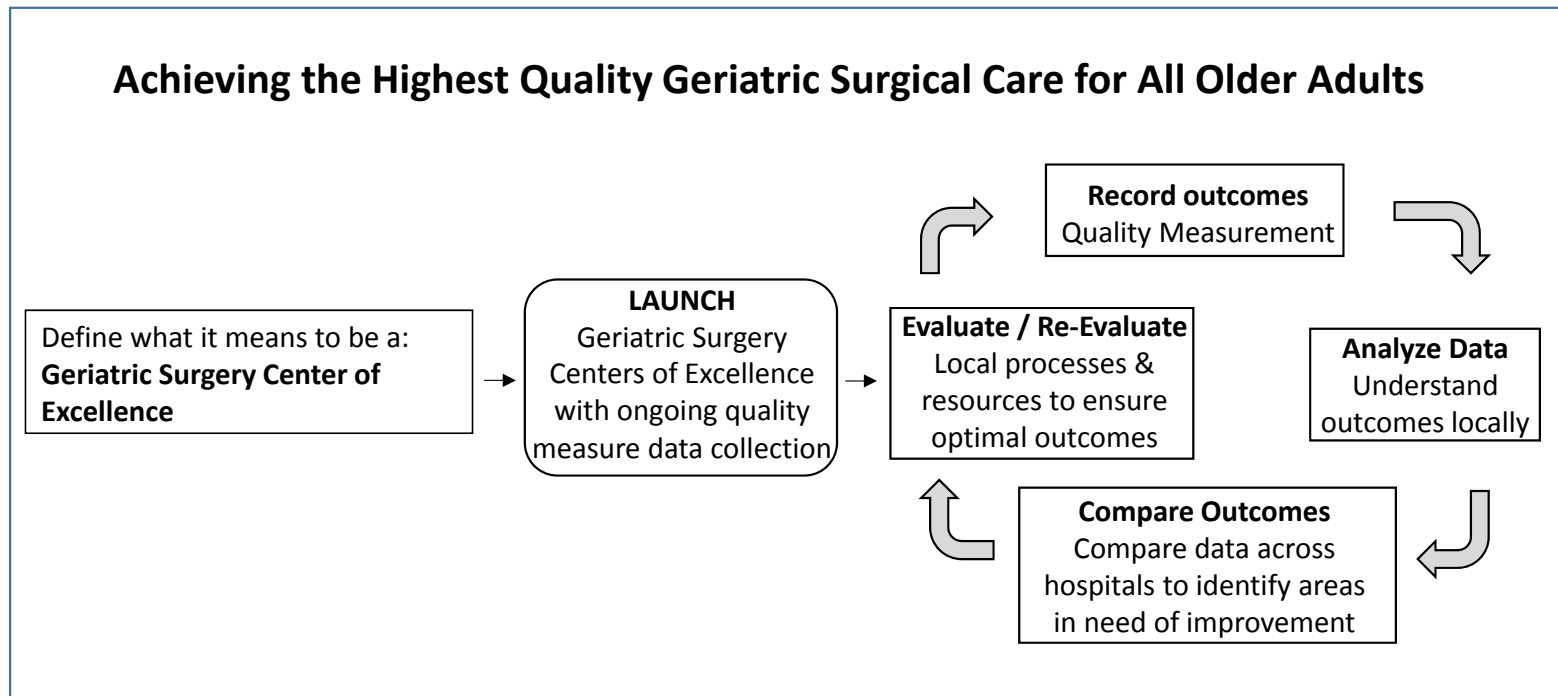 Achieving the Highest Quality Geriatric Surgical Care for All Older Adults
Define what it means to be a:
Geriatric Surgery Center of
Excellence
LAUNCH
Geriatric Surgery
Centers of Excellence
with ongoing quality
measure data collection
Evaluate / Re-Evaluate
Local processes &
resources to ensure
optimal outcomes
Record outcomes
Quality Measurement
Analyze Data
Understand
outcomes locally
Compare Outcomes
Compare data across
hospitals to identify areas
in need of improvement